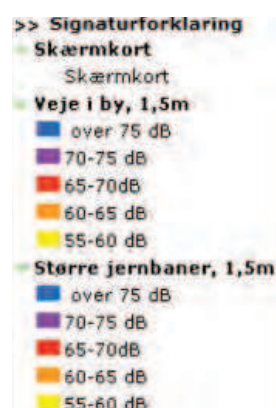 >> Signaturforklaring
Skærmkort
Skærmkort
Veje i by, 1,5m
over 75 dB
70-75 dB
65-70dB
60-65 dB
55-60 dB
Større jernbaner, 1,5m
over 75 dB
70-75 dB
65-70dB
60-65 dB
55-60 dB